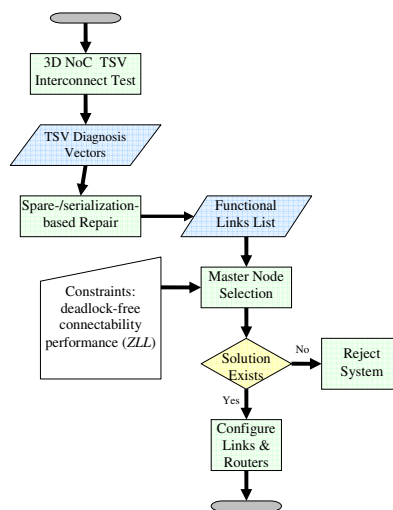 3D NoC TSV
Interconnect Test
TSV Diagnosis
Vectors
Spare-/serialization-
based Repair
Functional
Links List
Master Node
Selection
Constraints:
deadlock-free
connectability
performance (ZLL)
Solution
Exists
No
Reject
System
Yes
Configure
Links &
Routers